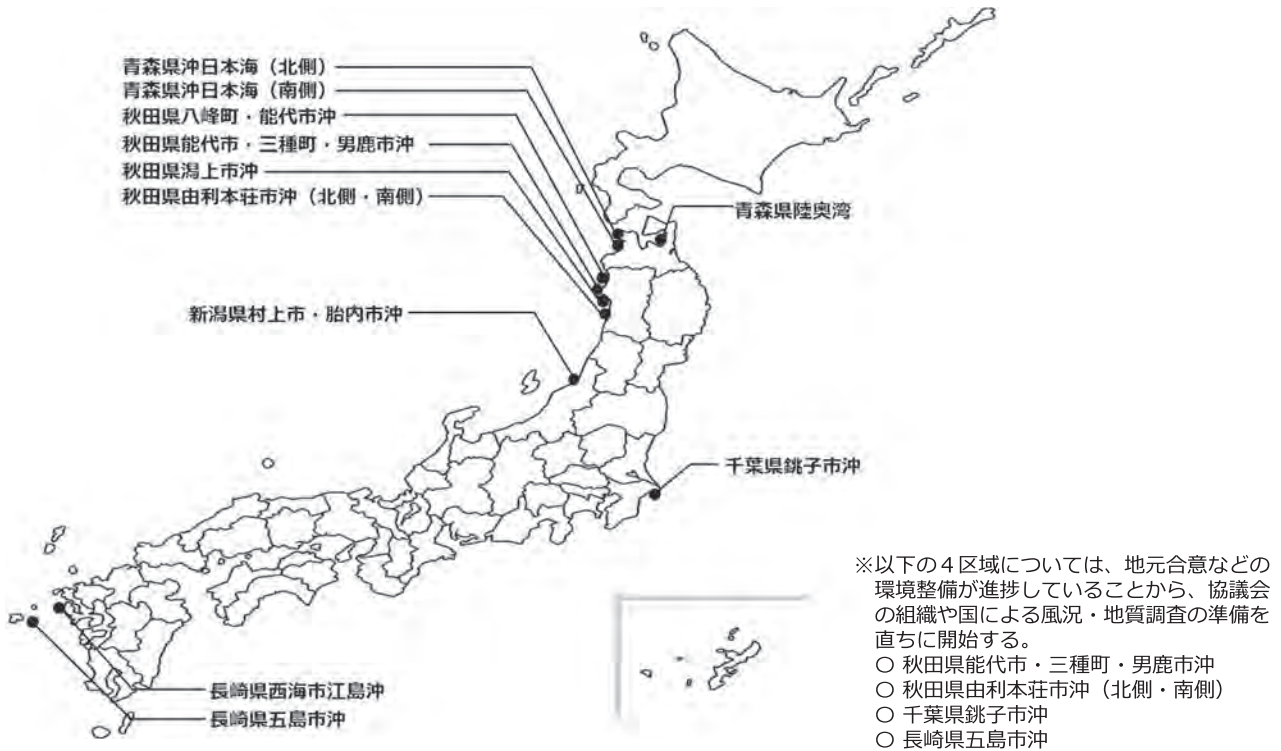 青森県沖日本海（北側）
青森県沖日本海（南側）
秋田県八峰町・能代市沖
秋田県能代市・三種町・男鹿市沖
秋田県潟上市沖
秋田県由利本荘市沖（北側・南側）
青森県陸奥湾
新潟県村上市・胎内市沖
千葉県銚子市沖
長崎県西海市江島沖
長崎県五島市沖
※以下の４区域については、地元合意などの
環境整備が進捗していることから、協議会
の組織や国による風況・地質調査の準備を
直ちに開始する。
○ 秋田県能代市・三種町・男鹿市沖
○ 秋田県由利本荘市沖（北側・南側）
○ 千葉県銚子市沖
○ 長崎県五島市沖